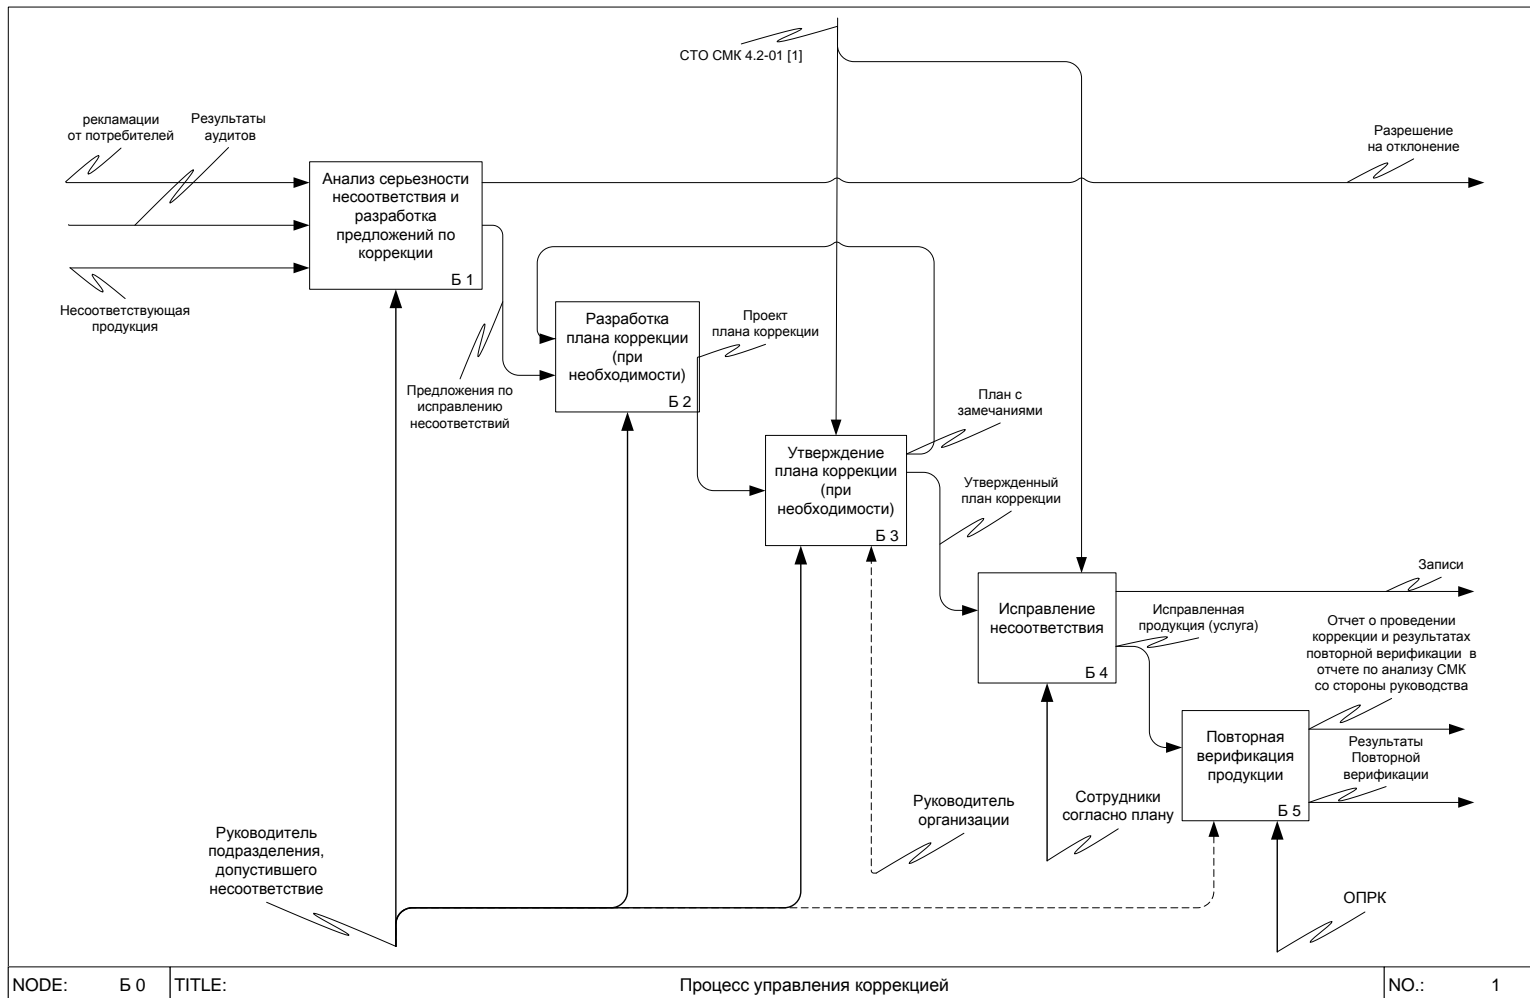 СТО СМК 4.2-01 [1]
рекламации
от потребителей
Результаты
аудитов
Разрешение
на отклонение
Анализ серьезности
несоответствия и
разработка
предложений по
коррекции
Б 1
Несоответствующая
продукция
Разработка
плана коррекции
(при
необходимости)
Б 2
Проект
плана коррекции
Предложения по
исправлению
несоответствий
План с
замечаниями
Утверждение
плана коррекции
(при
необходимости)
Б 3
Утвержденный
план коррекции
Записи
Исправление
несоответствия
Б 4
Исправленная
продукция (услуга)
Отчет о проведении
коррекции и результатах
повторной верификации в
отчете по анализу СМК
со стороны руководства
Повторная
верификация
продукции
Б 5
Результаты
Повторной
верификации
Руководитель
организации
Сотрудники
согласно плану
Руководитель
подразделения,
допустившего
несоответствие
ОПРК
NODE: Б 0 TITLE: Процесс управления коррекцией NO.: 1